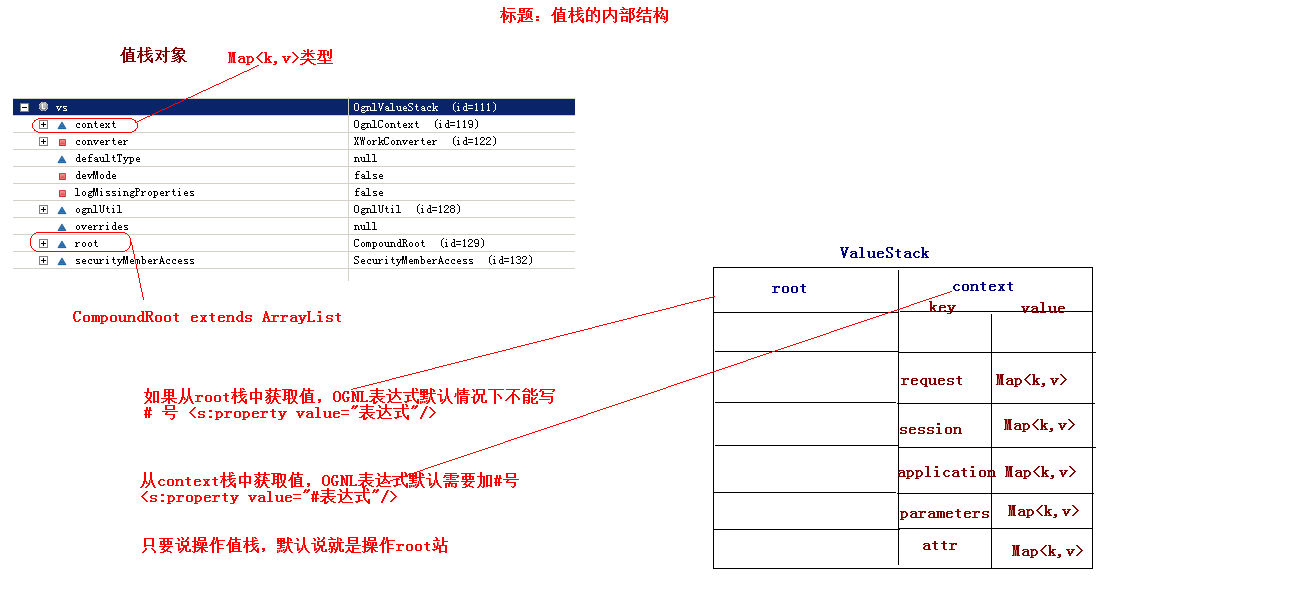 标题：值栈的内部结构
值栈对象
Map<k,v>类型
vs OgnlValueStack (id=111)
context OgnlContext (id=119)
converter XWorkConverter (id=122)
defaultType null
devMode false
logMissingProperties false
ognlUtil OgnlUtil (id=128)
overrides null
root CompoundRoot (id=129)
securityMemberAccess SecurityMemberAccess (id=132)
CompoundRoot extends ArrayList
如果从root栈中获取值，OGNL表达式默认情况下不能写
# 号 <s:property value="表达式"/>
从context栈中获取值，OGNL表达式默认需要加#号
<s:property value="#表达式"/>
只要说操作值栈，默认说就是操作root站
ValueStack
root context
key value
request Map<k,v>
session Map<k,v>
application Map<k,v>
parameters Map<k,v>
attr Map<k,v>